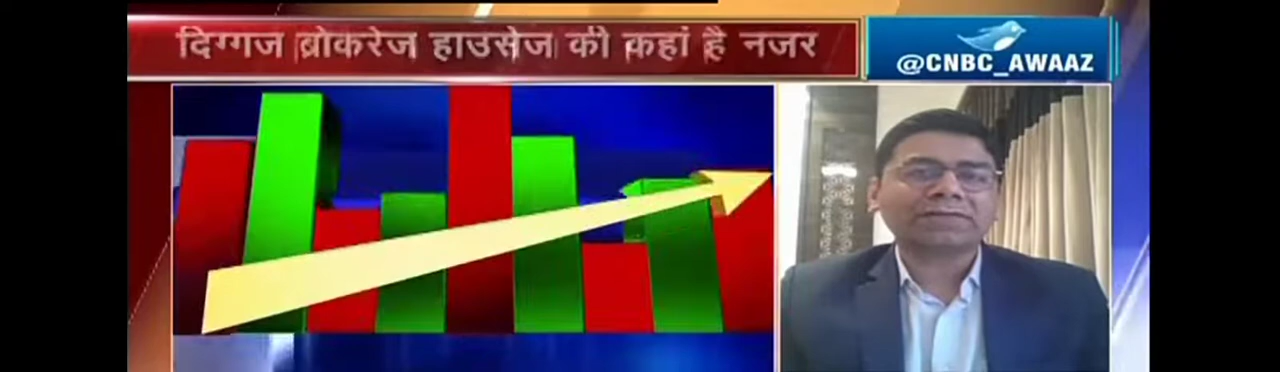 दिग्गज ब्रोकरेज हाउसेज की कहां है नजर
@CNBC_AWAAZ